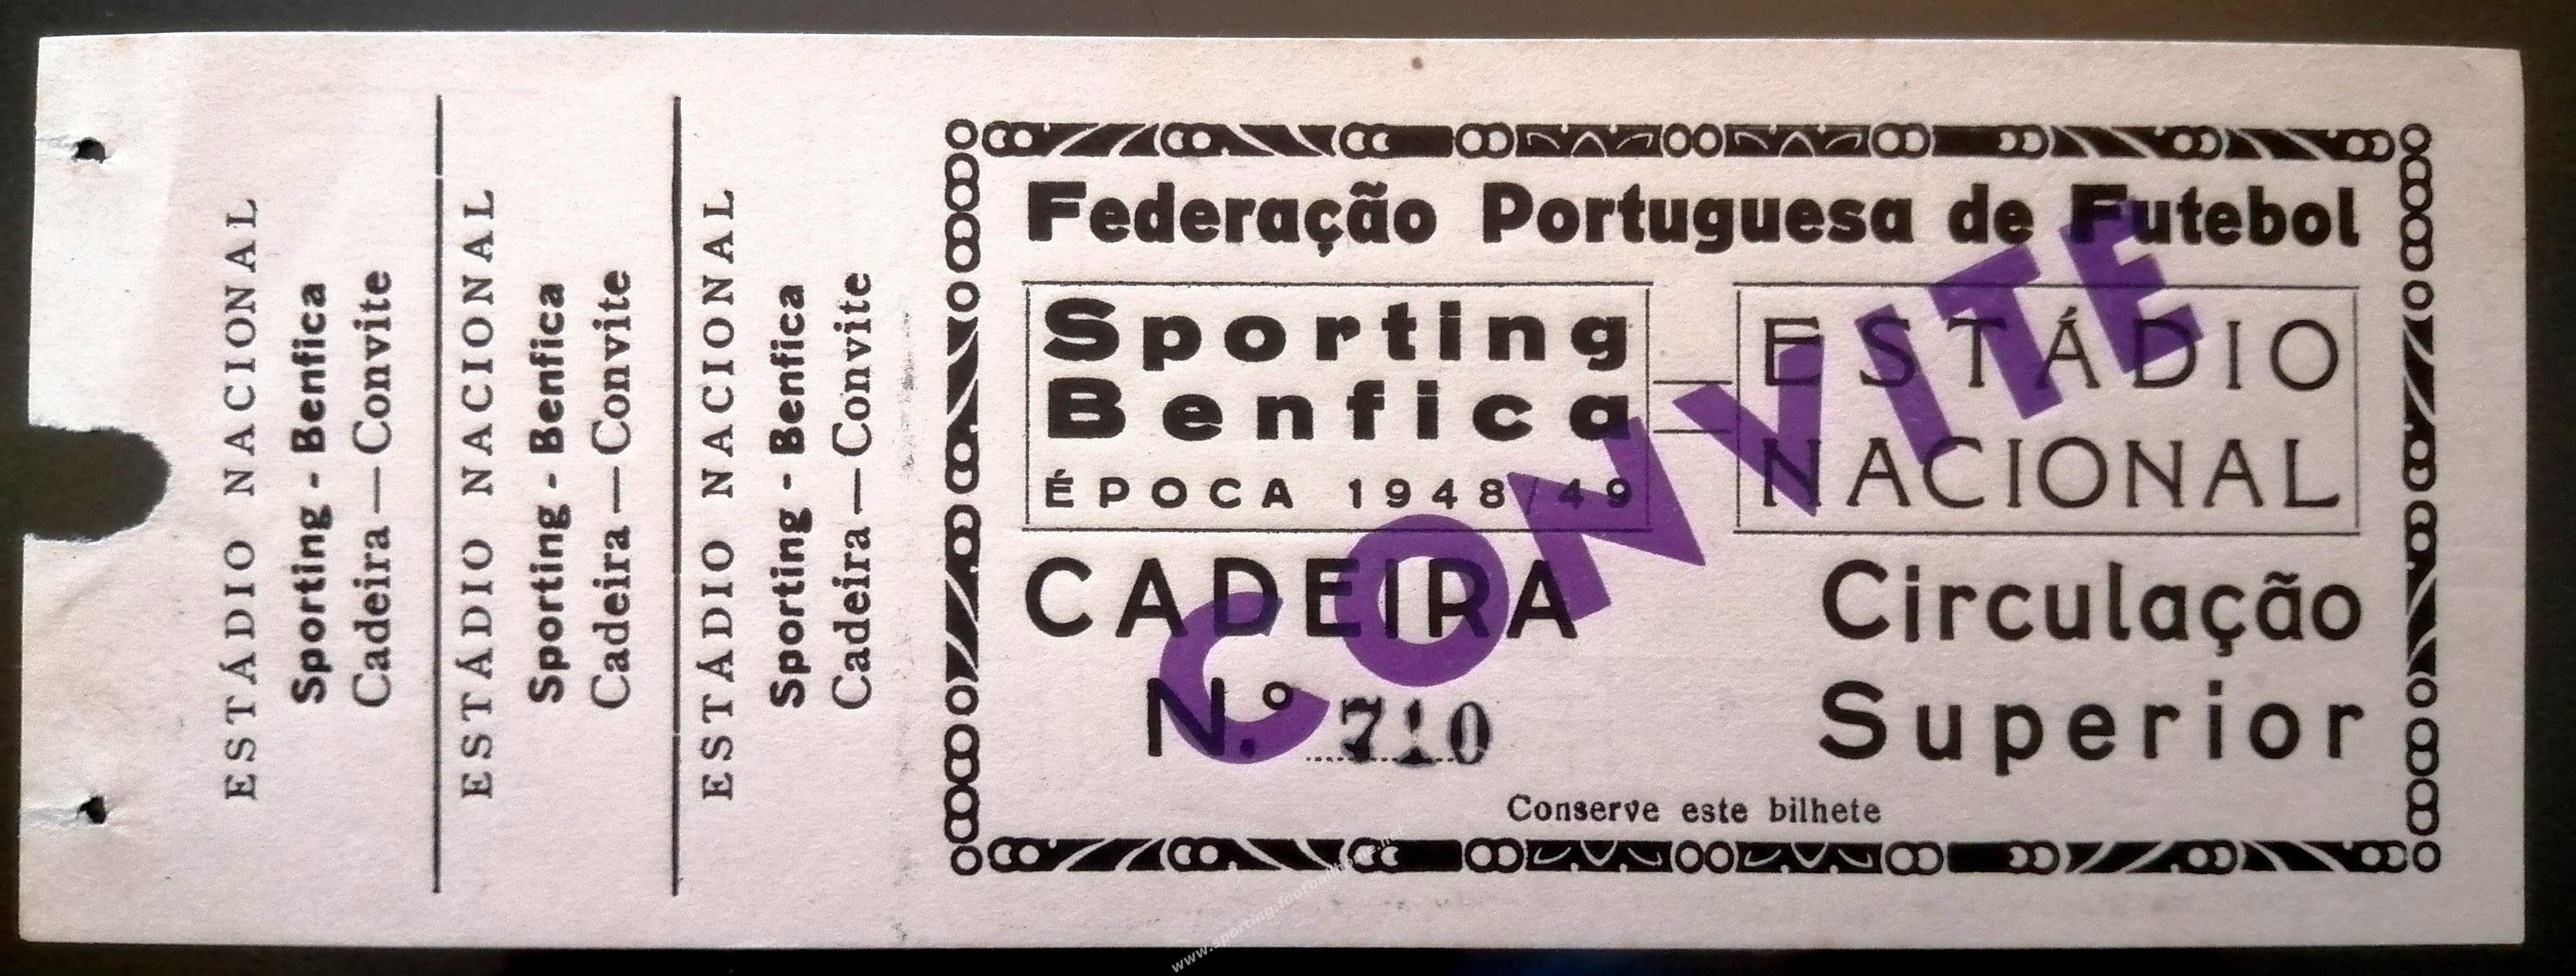 ESTÁDIO NACIONAL
Sporting - Benfica
Cadeira—Convite
ESTÁDIO NACIONAL
Sporting - Benfica
Cadeira—Convite
ESTÁDIO NACIONAL
Sporting - Benfica
Cadeira—Convite
Federação Portuguesa de Futebol
Sporting
Benfica
ÉPOCA 1948/49
ESTÁDIO
NACIONAL
CONVITE
CADEIRA
N.º 710
Circulação
Superior
Conserve este bilhete